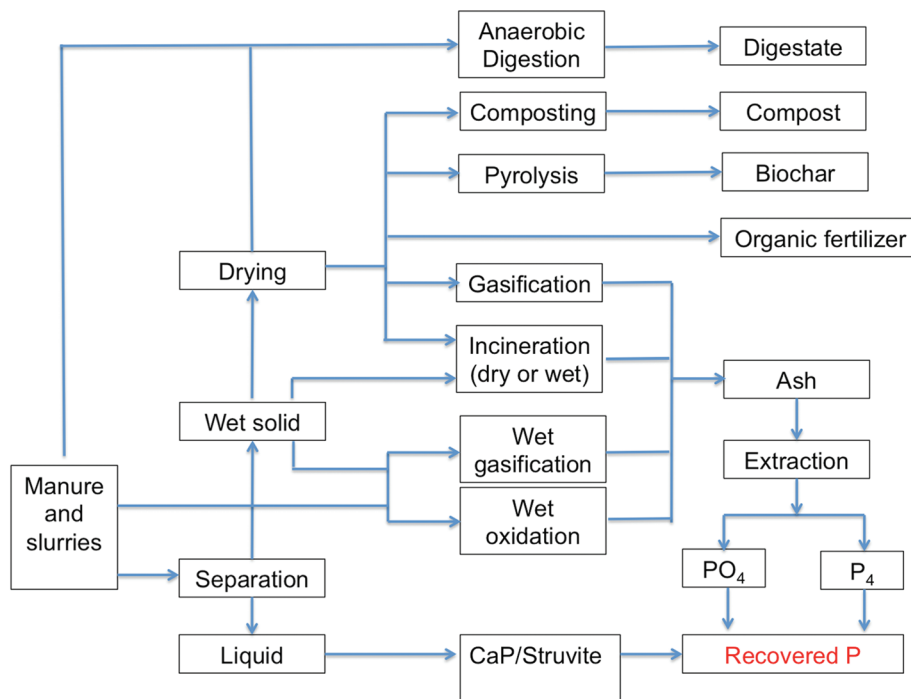 Anaerobic
Digestion
Digestate
Composting
Compost
Pyrolysis
Biochar
Organic fertilizer
Drying
Gasification
Incineration
(dry or wet)
Ash
Wet solid
Wet
gasification
Extraction
Manure
and
slurries
Wet
oxidation
Separation
PO₄
P₄
Liquid
CaP/Struvite
Recovered P